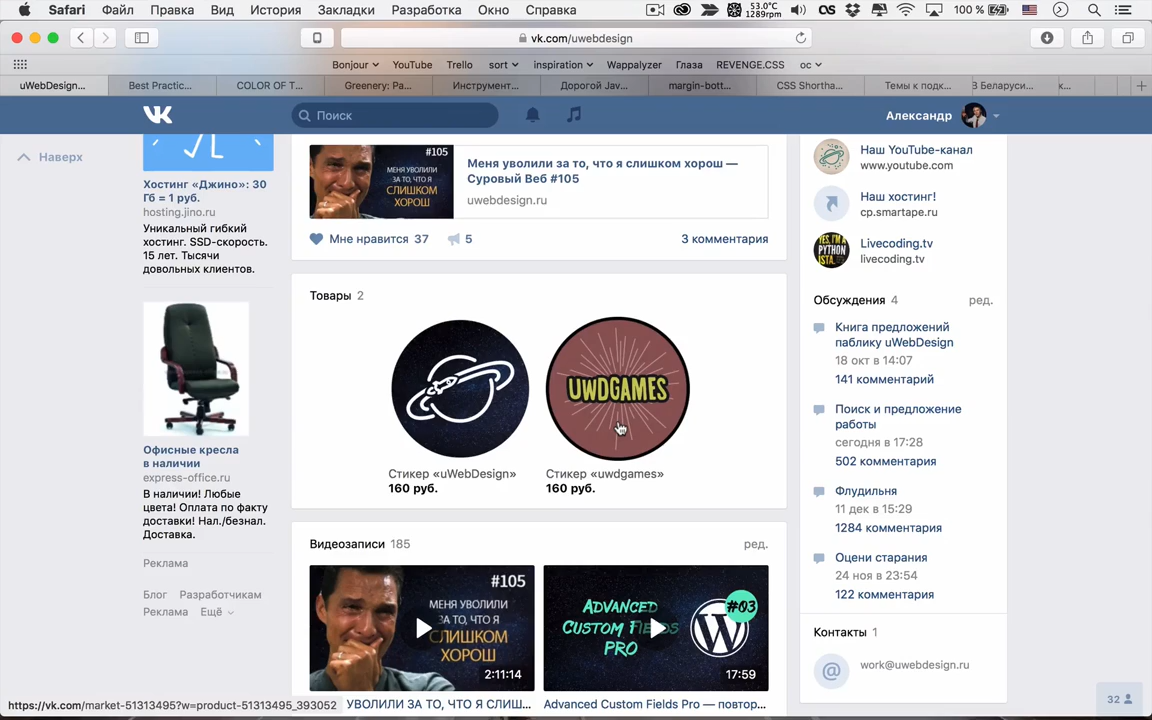 Safari Файл Правка Вид История Закладки Разработка Окно Справка 53.0°C 1289rpm 100 %
vk.com/uwebdesign
Bonjour YouTube Trello sort inspiration Wappalyzer Глаза REVENGE.CSS ос
uWebDesign... Best Practic... COLOR OF T... Greenery: Pa... Инструмент... Дорогой Jav... margin-bott... CSS Shortha... Темы к подк... В Беларуси... к...
Поиск
Александр
Наверх
Хостинг «Джино»: 30
Гб = 1 руб.
hosting.jino.ru
Уникальный гибкий
хостинг. SSD-скорость.
15 лет. Тысячи
довольных клиентов.
Офисные кресла
в наличии
express-office.ru
В наличии! Любые
цвета! Оплата по факту
доставки! Нал./безнал.
Доставка.
Реклама
Блог Разработчикам
Реклама Ещё
#105
МЕНЯ УВОЛИЛИ
ЗА ТО, ЧТО Я
СЛИШКОМ
ХОРОШ
Меня уволили за то, что я слишком хорош —
Суровый Веб #105
uwebdesign.ru
Мне нравится 37 5 3 комментария
Товары 2
UWDGAMES
Стикер «uWebDesign»
160 руб.
Стикер «uwdgames»
160 руб.
Видеозаписи 185 ред.
#105
МЕНЯ УВОЛИЛИ
ЗА ТО, ЧТО Я
СЛИШКОМ
ХОРОШ
2:11:14
УВОЛИЛИ ЗА ТО, ЧТО Я СЛИШ...
#03
ADVANCED
CUSTOM FIELDS
PRO
17:59
Advanced Custom Fields Pro — повтор...
Наш YouTube-канал
www.youtube.com
Наш хостинг!
cp.smartape.ru
YES, I'M A
PYTHON
ISTA.
Livecoding.tv
livecoding.tv
Обсуждения 4 ред.
Книга предложений
паблику uWebDesign
18 окт в 14:07
141 комментарий
Поиск и предложение
работы
сегодня в 17:28
502 комментария
Флудильня
11 дек в 15:29
1284 комментария
Оцени старания
24 ноя в 23:54
122 комментария
Контакты 1
@
work@uwebdesign.ru
32
https://vk.com/market-51313495?w=product-51313495_393052